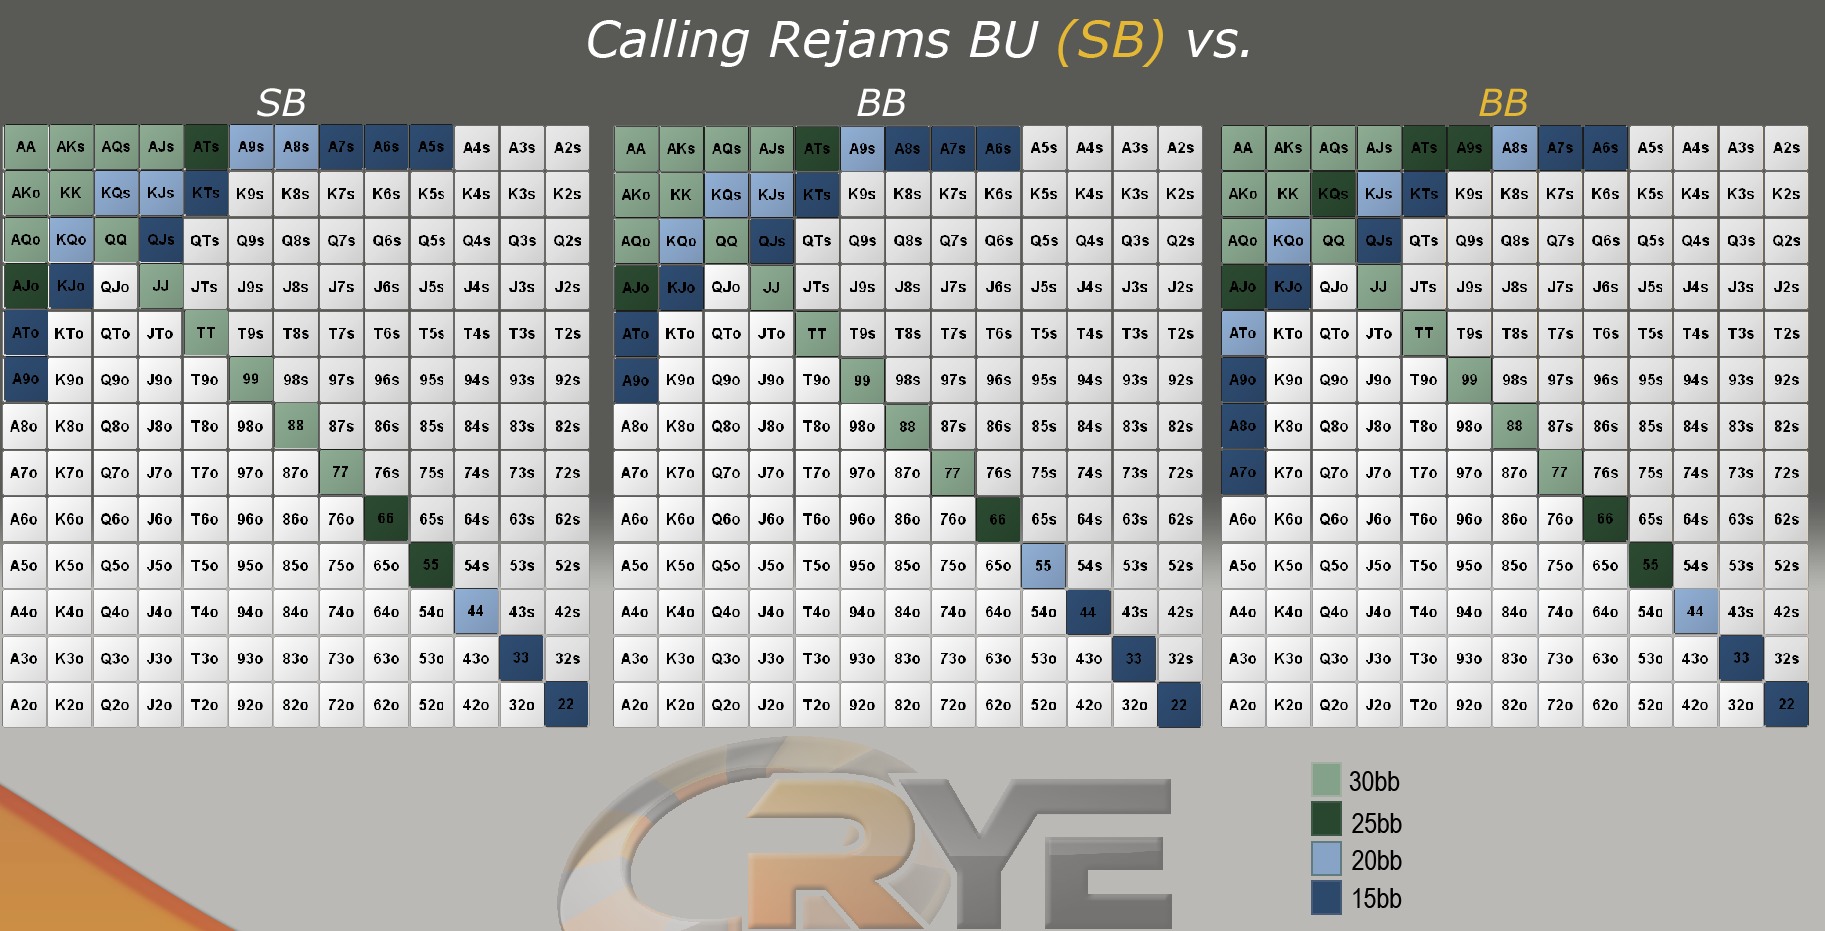 Calling Rejams BU (SB) vs.
SB BB BB
AA AKs AQs AJs ATs A9s A8s A7s A6s A5s A4s A3s A2s AA AKs AQs AJs ATs A9s A8s A7s A6s A5s A4s A3s A2s AA AKs AQs AJs ATs A9s A8s A7s A6s A5s A4s A3s A2s
AKo KK KQs KJs KTs K9s K8s K7s K6s K5s K4s K3s K2s AKo KK KQs KJs KTs K9s K8s K7s K6s K5s K4s K3s K2s AKo KK KQs KJs KTs K9s K8s K7s K6s K5s K4s K3s K2s
AQo KQo QQ QJs QTs Q9s Q8s Q7s Q6s Q5s Q4s Q3s Q2s AQo KQo QQ QJs QTs Q9s Q8s Q7s Q6s Q5s Q4s Q3s Q2s AQo KQo QQ QJs QTs Q9s Q8s Q7s Q6s Q5s Q4s Q3s Q2s
AJo KJo QJo JJ JTs J9s J8s J7s J6s J5s J4s J3s J2s AJo KJo QJo JJ JTs J9s J8s J7s J6s J5s J4s J3s J2s AJo KJo QJo JJ JTs J9s J8s J7s J6s J5s J4s J3s J2s
ATo KTo QTo JTo TT T9s T8s T7s T6s T5s T4s T3s T2s ATo KTo QTo JTo TT T9s T8s T7s T6s T5s T4s T3s T2s ATo KTo QTo JTo TT T9s T8s T7s T6s T5s T4s T3s T2s
A9o K9o Q9o J9o T9o 99 98s 97s 96s 95s 94s 93s 92s A9o K9o Q9o J9o T9o 99 98s 97s 96s 95s 94s 93s 92s A9o K9o Q9o J9o T9o 99 98s 97s 96s 95s 94s 93s 92s
A8o K8o Q8o J8o T8o 98o 88 87s 86s 85s 84s 83s 82s A8o K8o Q8o J8o T8o 98o 88 87s 86s 85s 84s 83s 82s A8o K8o Q8o J8o T8o 98o 88 87s 86s 85s 84s 83s 82s
A7o K7o Q7o J7o T7o 97o 87o 77 76s 75s 74s 73s 72s A7o K7o Q7o J7o T7o 97o 87o 77 76s 75s 74s 73s 72s A7o K7o Q7o J7o T7o 97o 87o 77 76s 75s 74s 73s 72s
A6o K6o Q6o J6o T6o 96o 86o 76o 66 65s 64s 63s 62s A6o K6o Q6o J6o T6o 96o 86o 76o 66 65s 64s 63s 62s A6o K6o Q6o J6o T6o 96o 86o 76o 66 65s 64s 63s 62s
A5o K5o Q5o J5o T5o 95o 85o 75o 65o 55 54s 53s 52s A5o K5o Q5o J5o T5o 95o 85o 75o 65o 55 54s 53s 52s A5o K5o Q5o J5o T5o 95o 85o 75o 65o 55 54s 53s 52s
A4o K4o Q4o J4o T4o 94o 84o 74o 64o 54o 44 43s 42s A4o K4o Q4o J4o T4o 94o 84o 74o 64o 54o 44 43s 42s A4o K4o Q4o J4o T4o 94o 84o 74o 64o 54o 44 43s 42s
A3o K3o Q3o J3o T3o 93o 83o 73o 63o 53o 43o 33 32s A3o K3o Q3o J3o T3o 93o 83o 73o 63o 53o 43o 33 32s A3o K3o Q3o J3o T3o 93o 83o 73o 63o 53o 43o 33 32s
A2o K2o Q2o J2o T2o 92o 82o 72o 62o 52o 42o 32o 22 A2o K2o Q2o J2o T2o 92o 82o 72o 62o 52o 42o 32o 22 A2o K2o Q2o J2o T2o 92o 82o 72o 62o 52o 42o 32o 22
RYE
30bb
25bb
20bb
15bb